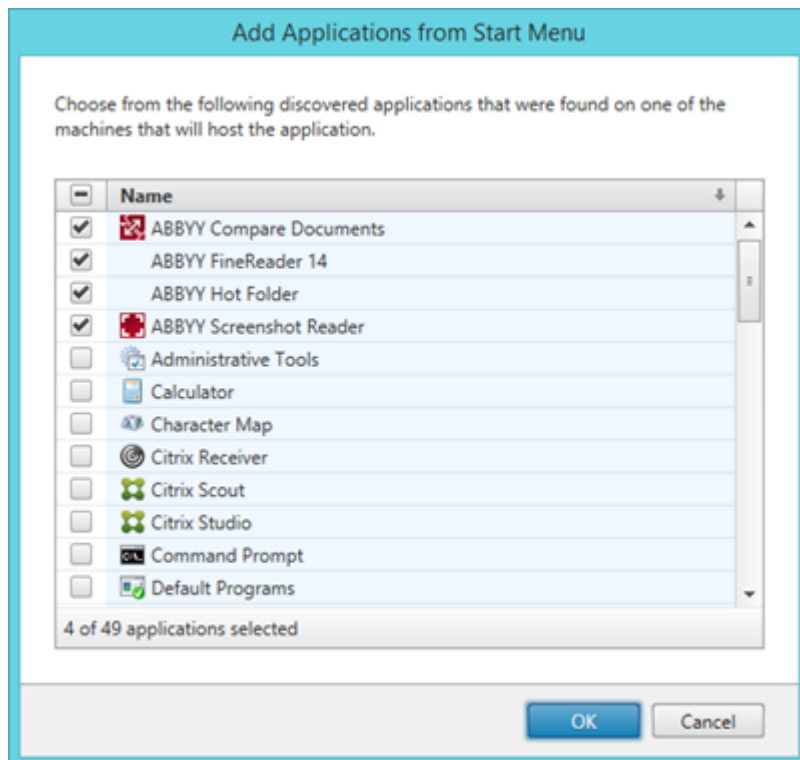 Add Applications from Start Menu
Choose from the following discovered applications that were found on one of the
machines that will host the application.
Name
ABBYY Compare Documents
ABBYY FineReader 14
ABBYY Hot Folder
ABBYY Screenshot Reader
Administrative Tools
Calculator
Character Map
Citrix Receiver
Citrix Scout
Citrix Studio
Command Prompt
Default Programs
4 of 49 applications selected
OK Cancel